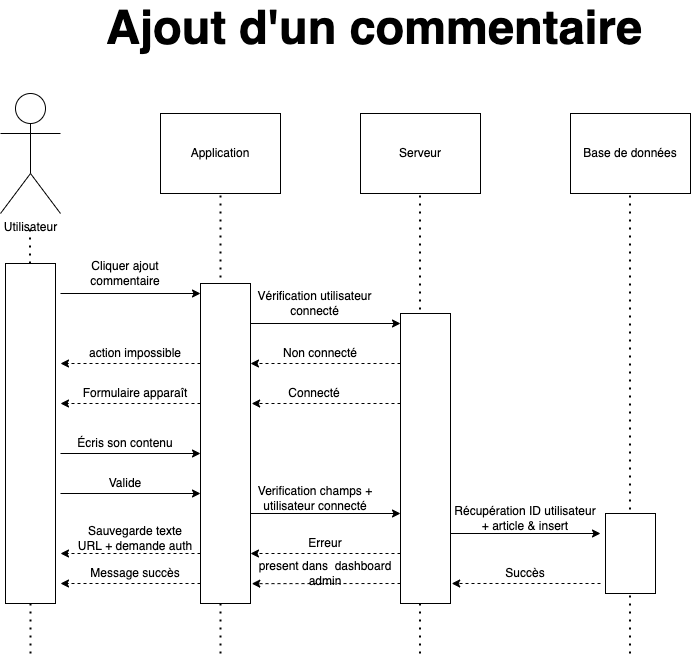 Ajout d'un commentaire
Application
Serveur
Base de données
Utilisateur
Cliquer ajout
commentaire
Vérification utilisateur
connecté
action impossible
Non connecté
Formulaire apparaît
Connecté
Écris son contenu
Valide
Verification champs +
utilisateur connecté
Récupération ID utilisateur
+ article & insert
Sauvegarde texte
URL + demande auth
Erreur
Message succès
present dans  dashboard
admin
Succès